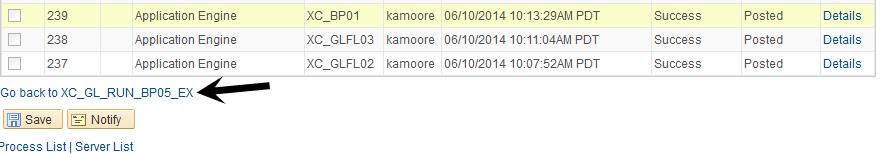 239 Application Engine XC_BP01 kamoore 06/10/2014 10:13:29AM PDT Success Posted Details
238 Application Engine XC_GLFL03 kamoore 06/10/2014 10:11:04AM PDT Success Posted Details
237 Application Engine XC_GLFL02 kamoore 06/10/2014 10:07:52AM PDT Success Posted Details
Go back to XC_GL_RUN_BP05_EX
Save Notify
Process List | Server List